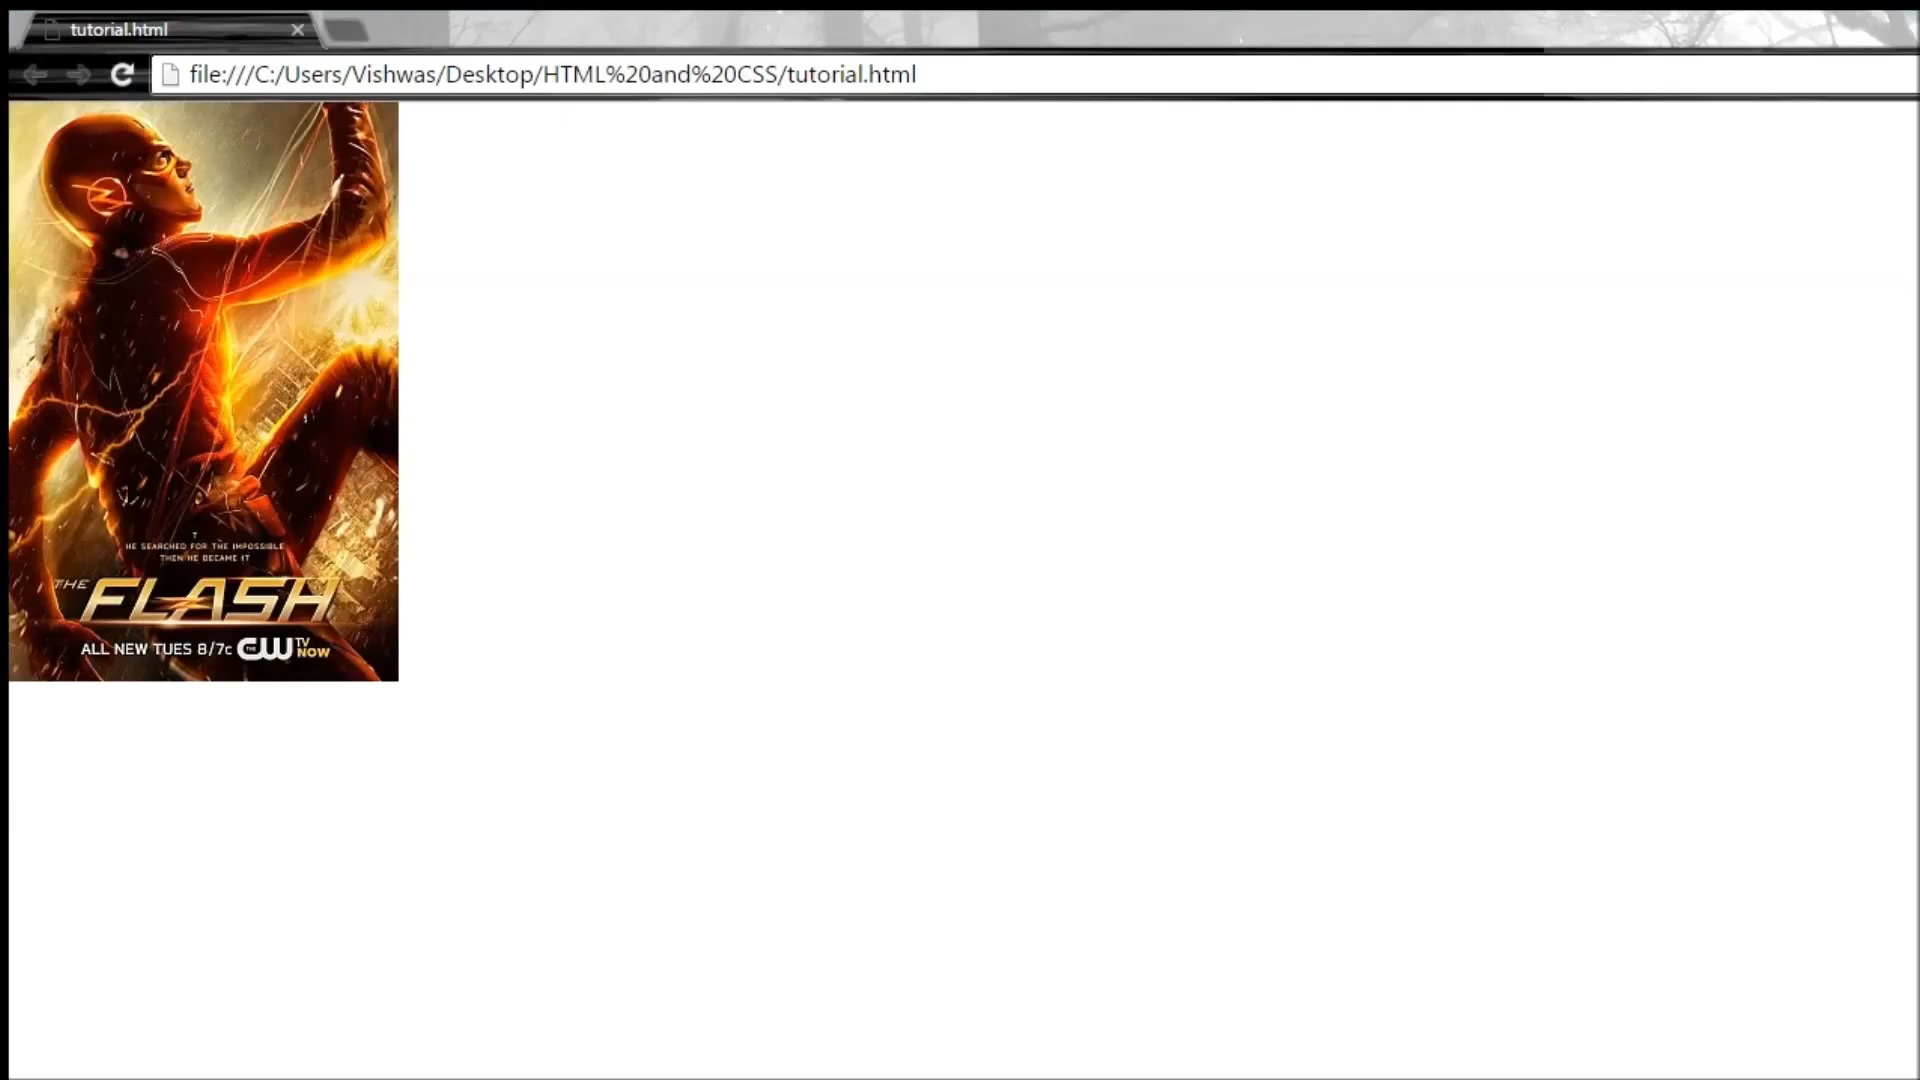 tutorial.html
file:///C:/Users/Vishwas/Desktop/HTML%20and%20CSS/tutorial.html
HE SEARCHED FOR THE IMPOSSIBLE
THEN HE BECAME IT
THE FLASH
ALL NEW TUES 8/7c THE CW TV NOW